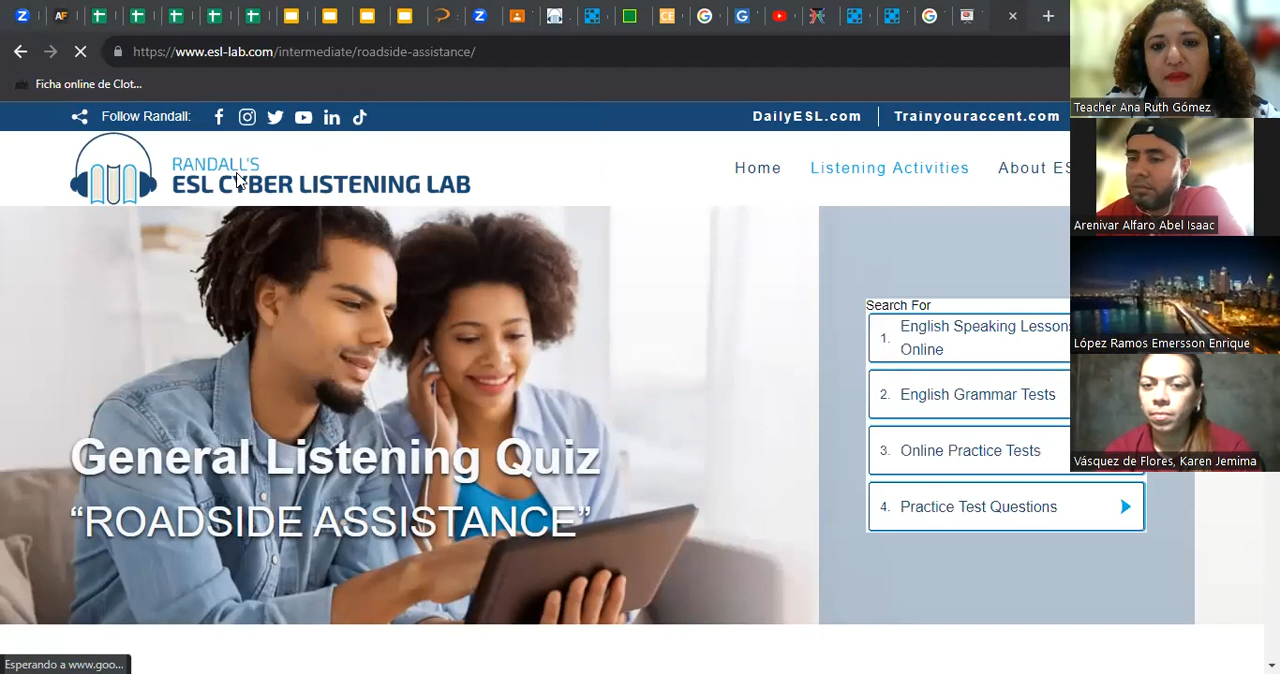 https://www.esl-lab.com/intermediate/roadside-assistance/
Ficha online de Clot...
Follow Randall:
DailyESL.com
Trainyouraccent.com
RANDALL'S
ESL CYBER LISTENING LAB
Home
Listening Activities
About ES
General Listening Quiz
“ROADSIDE ASSISTANCE”
Search For
1. English Speaking Lessons
Online
2. English Grammar Tests
3. Online Practice Tests
4. Practice Test Questions
Esperando a www.goo...
Teacher Ana Ruth Gómez
Arenivar Alfaro Abel Isaac
López Ramos Emersson Enrique
Vásquez de Flores, Karen Jemima